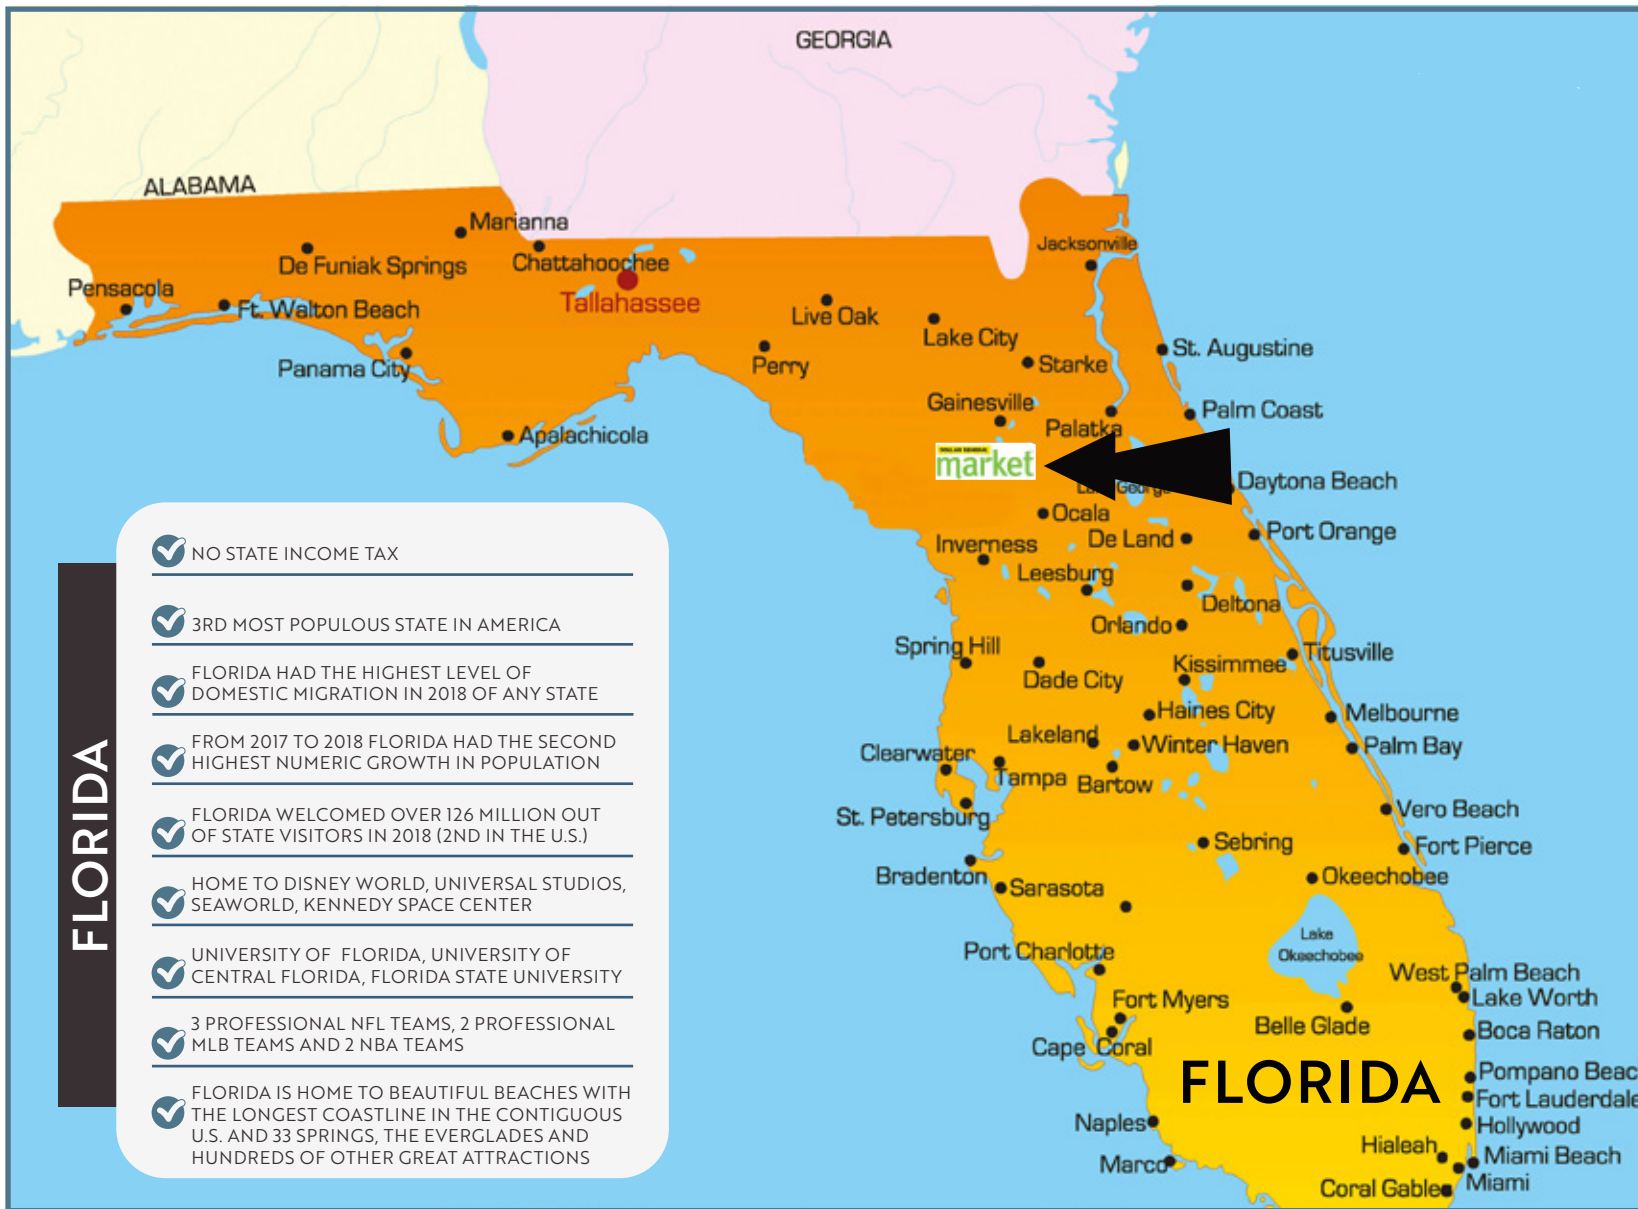 GEORGIA
ALABAMA
Marianna
Jacksonville
De Funiak Springs
Chattahoochee
Pensacola
Tallahassee
Ft. Walton Beach
Live Oak
Lake City
St. Augustine
Panama City
Perry
Starke
Gainesville
Palm Coast
Palatka
Apalachicola
DOLLAR GENERAL
market
Daytona Beach
Ocala
Port Orange
Inverness
De Land
Leesburg
Deltona
Orlando
Spring Hill
Titusville
Kissimmee
Dade City
Haines City
Melbourne
Lakeland
Winter Haven
Palm Bay
Clearwater
Tampa
Bartow
Vero Beach
St. Petersburg
Sebring
Fort Pierce
Bradenton
Okeechobee
Sarasota
Lake
Okeechobee
Port Charlotte
West Palm Beach
Lake Worth
Fort Myers
Belle Glade
Boca Raton
Cape Coral
FLORIDA
Pompano Beac
Fort Lauderdale
Naples
Hollywood
Hialeah
Miami Beach
Marco
Miami
Coral Gables
FLORIDA
NO STATE INCOME TAX
3RD MOST POPULOUS STATE IN AMERICA
FLORIDA HAD THE HIGHEST LEVEL OF
DOMESTIC MIGRATION IN 2018 OF ANY STATE
FROM 2017 TO 2018 FLORIDA HAD THE SECOND
HIGHEST NUMERIC GROWTH IN POPULATION
FLORIDA WELCOMED OVER 126 MILLION OUT
OF STATE VISITORS IN 2018 (2ND IN THE U.S.)
HOME TO DISNEY WORLD, UNIVERSAL STUDIOS,
SEAWORLD, KENNEDY SPACE CENTER
UNIVERSITY OF FLORIDA, UNIVERSITY OF
CENTRAL FLORIDA, FLORIDA STATE UNIVERSITY
3 PROFESSIONAL NFL TEAMS, 2 PROFESSIONAL
MLB TEAMS AND 2 NBA TEAMS
FLORIDA IS HOME TO BEAUTIFUL BEACHES WITH
THE LONGEST COASTLINE IN THE CONTIGUOUS
U.S. AND 33 SPRINGS, THE EVERGLADES AND
HUNDREDS OF OTHER GREAT ATTRACTIONS